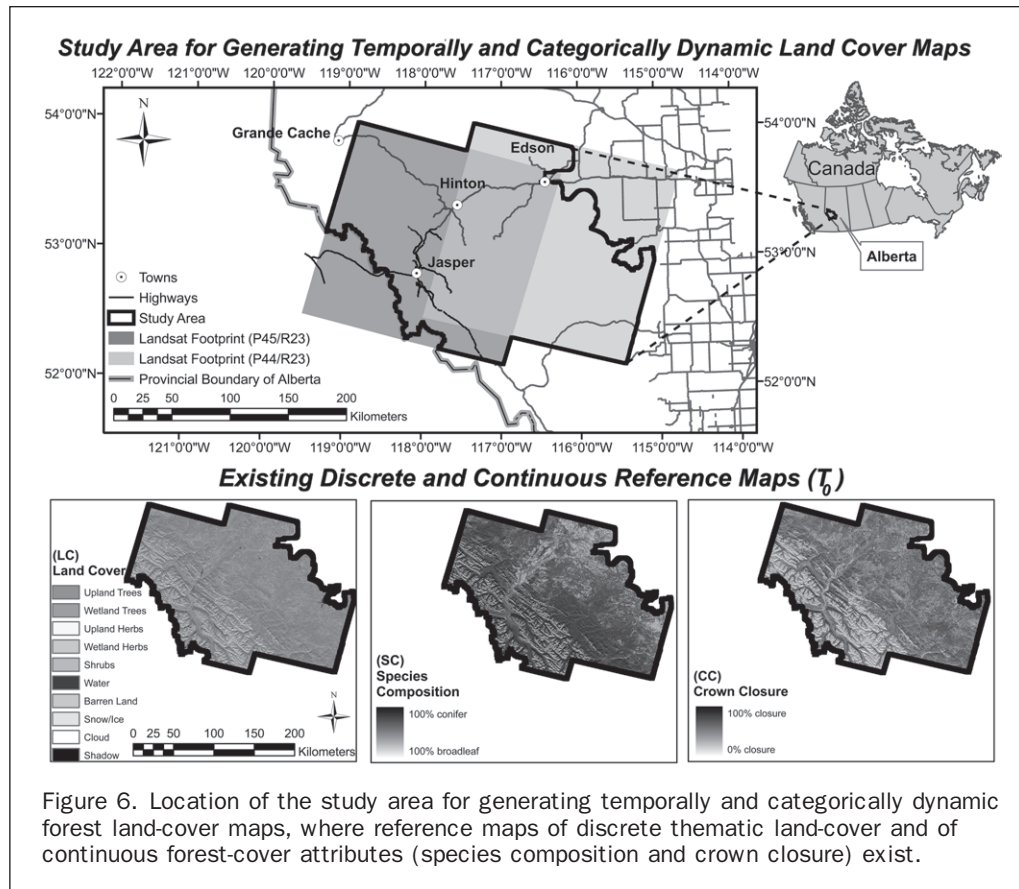 Study Area for Generating Temporally and Categorically Dynamic Land Cover Maps
122°0'0"W 121°0'0"W 120°0'0"W 119°0'0"W 118°0'0"W 117°0'0"W 116°0'0"W 115°0'0"W 114°0'0"W
54°0'0"N
54°0'0"N
N
Grande Cache
Edson
Hinton
Canada
53°0'0"N
53°0'0"N
Jasper
Alberta
Towns
Highways
Study Area
Landsat Footprint (P45/R23)
Landsat Footprint (P44/R23)
Provincial Boundary of Alberta
52°0'0"N
52°0'0"N
0 25 50 100 150 200
Kilometers
121°0'0"W 120°0'0"W 119°0'0"W 118°0'0"W 117°0'0"W 116°0'0"W 115°0'0"W 114°0'0"W
Existing Discrete and Continuous Reference Maps (T0)
(LC)
Land Cover
Upland Trees
Wetland Trees
Upland Herbs
Wetland Herbs
Shrubs
Water
Barren Land
Snow/Ice
Cloud
Shadow
N
0 25 50 100 150 200
Kilometers
(SC)
Species
Composition
100% conifer
100% broadleaf
(CC)
Crown Closure
100% closure
0% closure
Figure 6. Location of the study area for generating temporally and categorically dynamic
forest land-cover maps, where reference maps of discrete thematic land-cover and of
continuous forest-cover attributes (species composition and crown closure) exist.